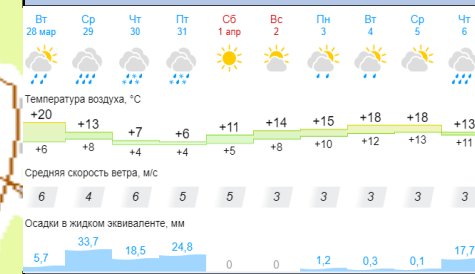 Вт Ср Чт Пт Сб Вс Пн Вт Ср Чт
28 мар 29 30 31 1 апр 2 3 4 5 6
Температура воздуха, °C
+20 +13 +7 +6 +11 +14 +15 +18 +18 +13
+6 +8 +4 +4 +5 +8 +10 +12 +13 +11
Средняя скорость ветра, м/с
6 4 6 5 5 3 3 3 3 3
Осадки в жидком эквиваленте, мм
5,7 33,7 18,5 24,8 0 0 1,2 0,3 0,1 17,7